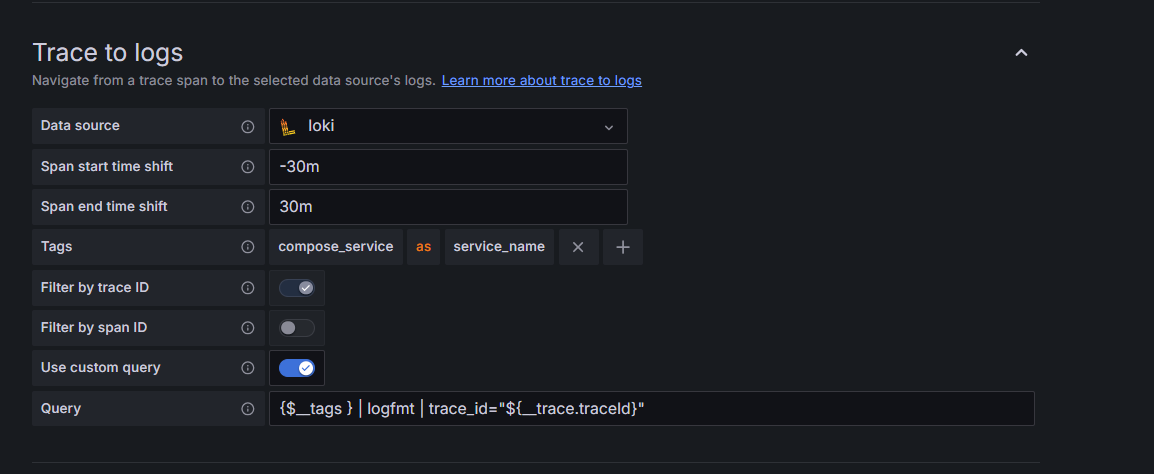 Trace to logs
Navigate from a trace span to the selected data source's logs. Learn more about trace to logs
Data source loki
Span start time shift -30m
Span end time shift 30m
Tags compose_service as service_name
Filter by trace ID
Filter by span ID
Use custom query
Query {$__tags } | logfmt | trace_id="${__trace.traceId}"